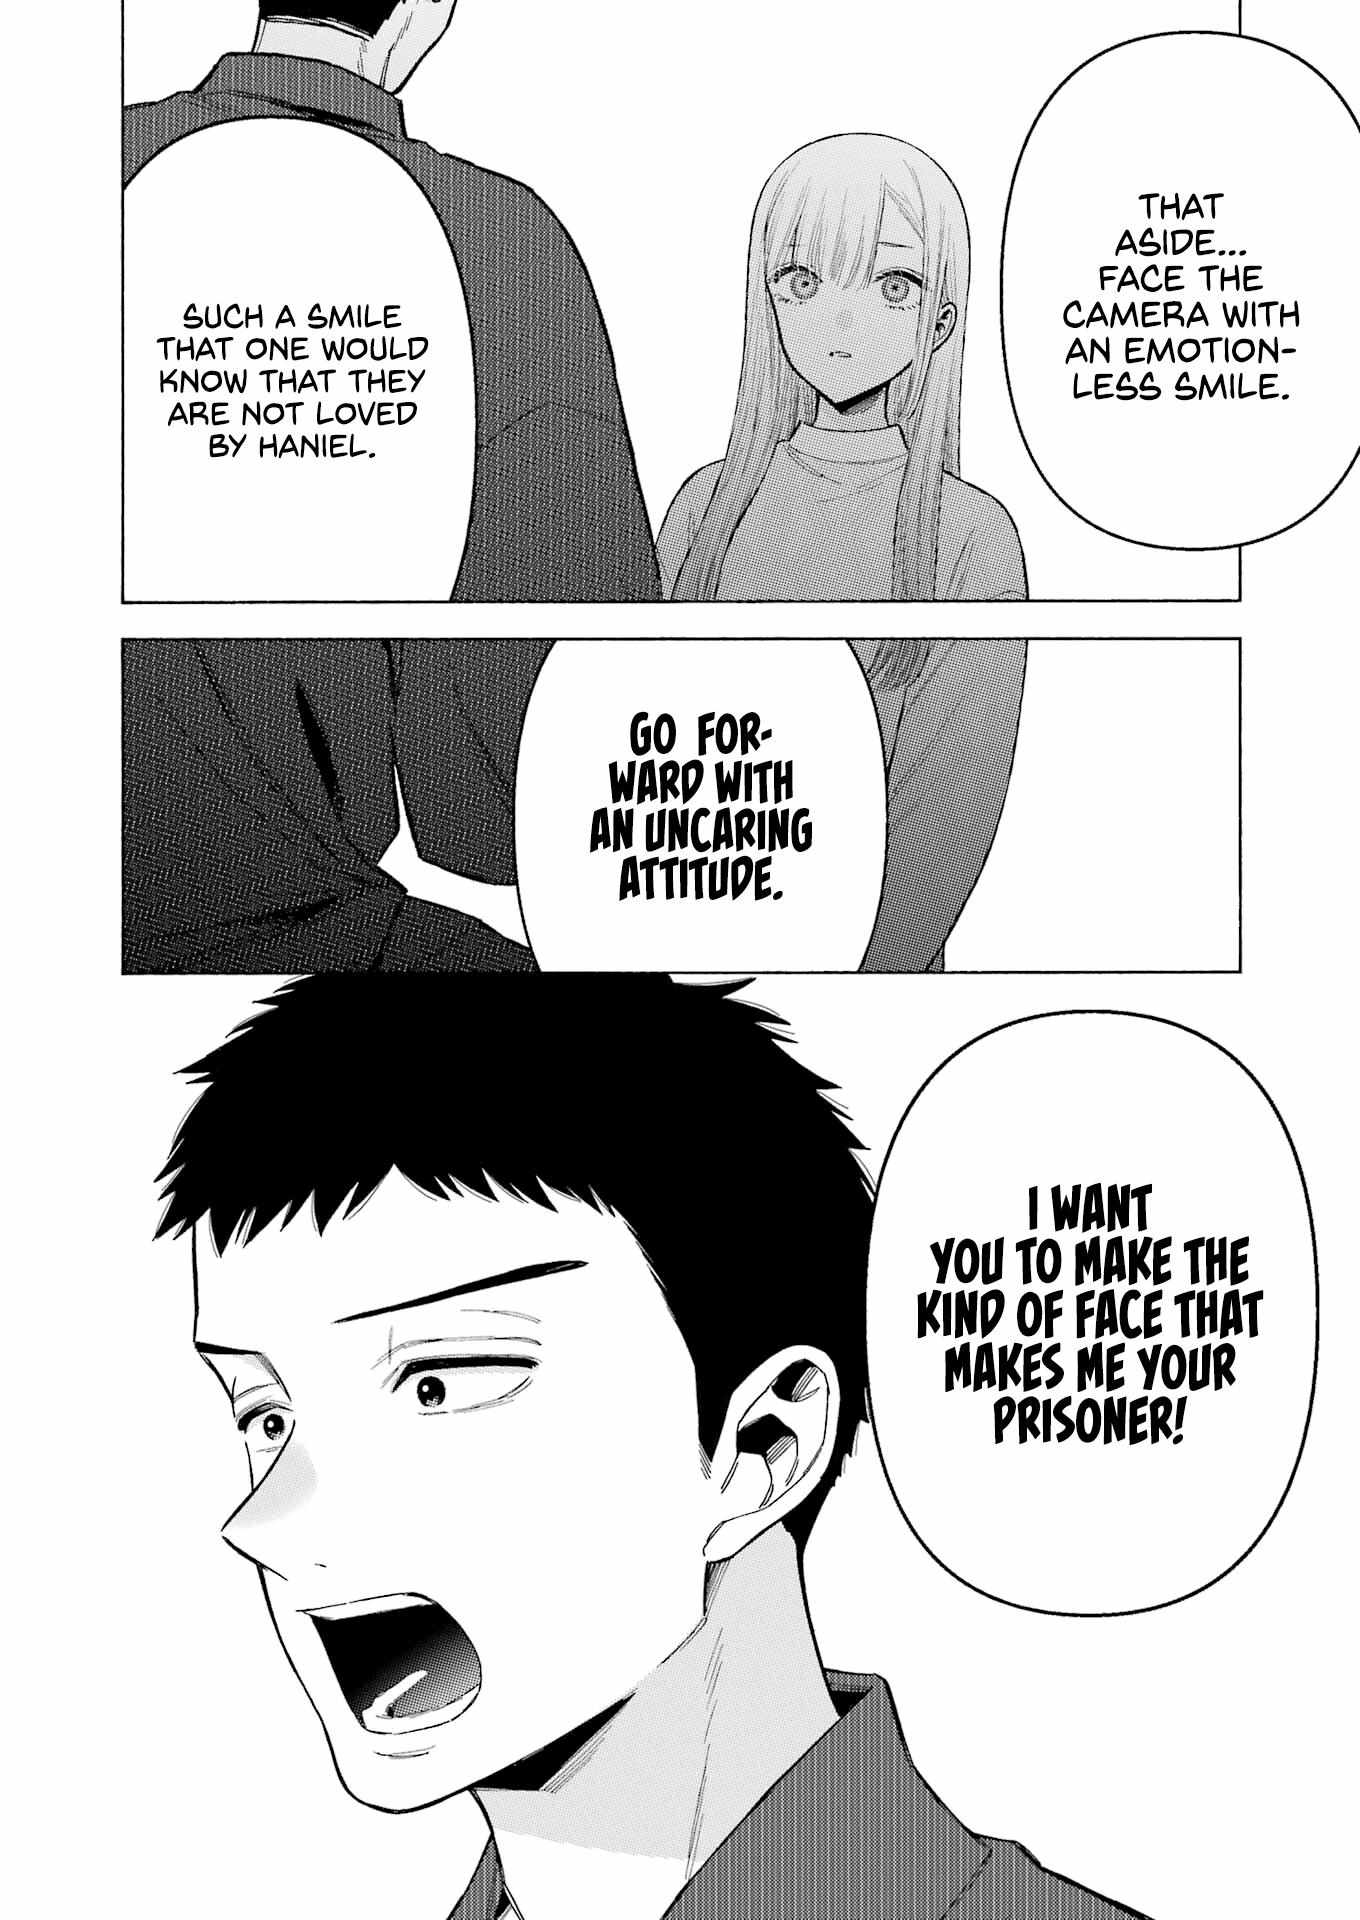 THAT
ASIDE...
FACE THE
CAMERA WITH
AN EMOTION-
LESS SMILE.
SUCH A SMILE
THAT ONE WOULD
KNOW THAT THEY
ARE NOT LOVED
BY HANIEL.
GO FOR-
WARD WITH
AN UNCARING
ATTITUDE.
I WANT
YOU TO MAKE THE
KIND OF FACE THAT
MAKES ME YOUR
PRISONER!